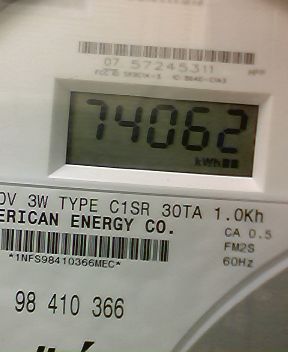 07 57245311
74062
kWh
0V 3W TYPE C1SR 30TA 1.0Kh
ERICAN ENERGY CO.
CA 0.5
FM2S
*1NFS98410366MEC*
60Hz
98 410 366